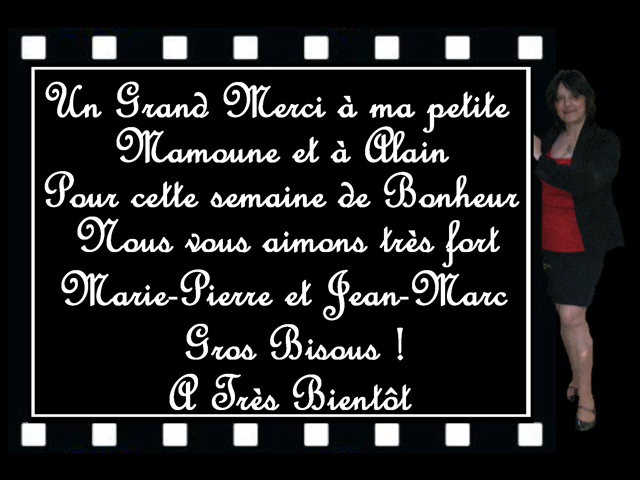 Un Grand Merci à ma petite
Mamoune et à Alain
Pour cette semaine de Bonheur
Nous vous aimons très fort
Marie-Pierre et Jean-Marc
Gros Bisous !
A Très Bientôt